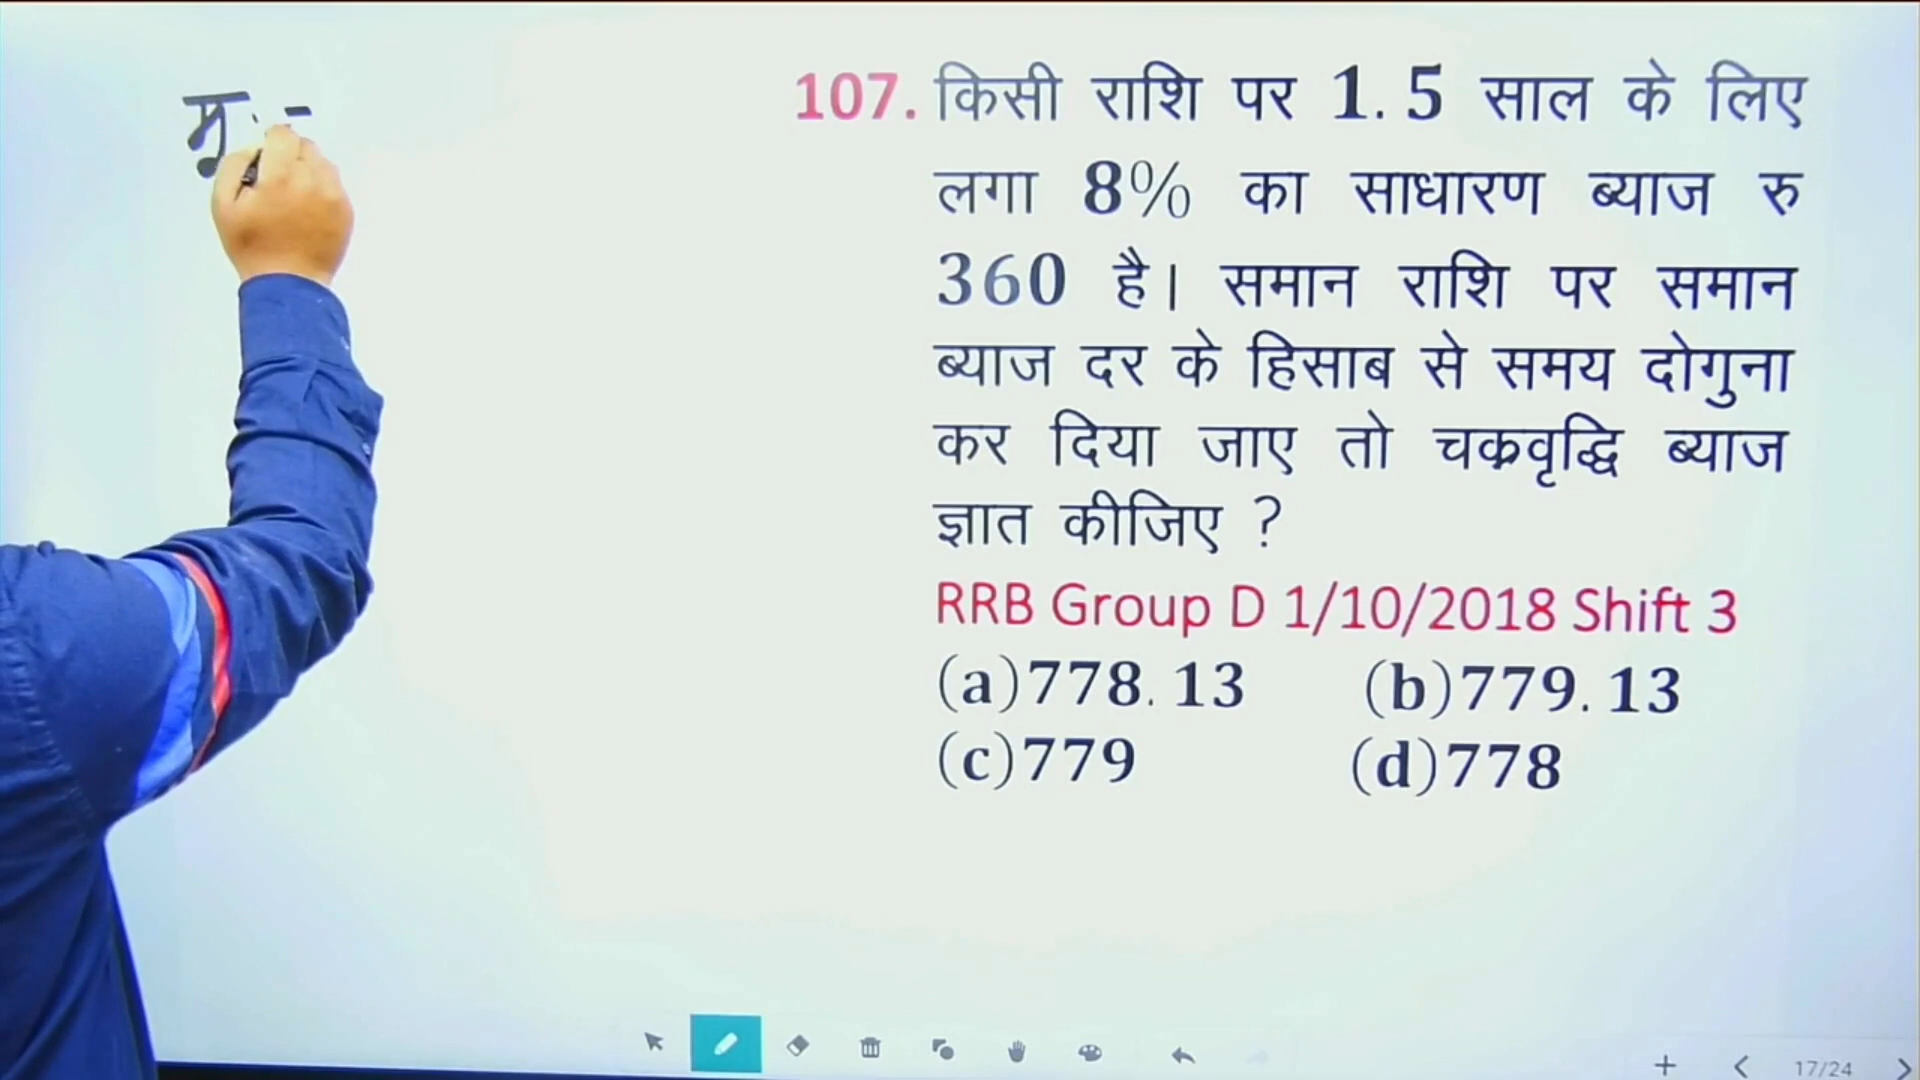 मू. -
107. किसी राशि पर 1.5 साल के लिए
लगा 8% का साधारण ब्याज रु
360 है। समान राशि पर समान
ब्याज दर के हिसाब से समय दोगुना
कर दिया जाए तो चक्रवृद्धि ब्याज
ज्ञात कीजिए ?
RRB Group D 1/10/2018 Shift 3
(a)778.13 (b)779.13
(c)779 (d)778
17/24